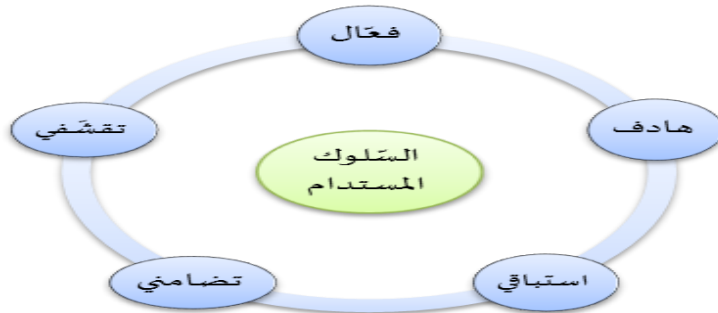 فعّال
هادف
تقشّفي
السّلوك
المستدام
استباقي
تضامني